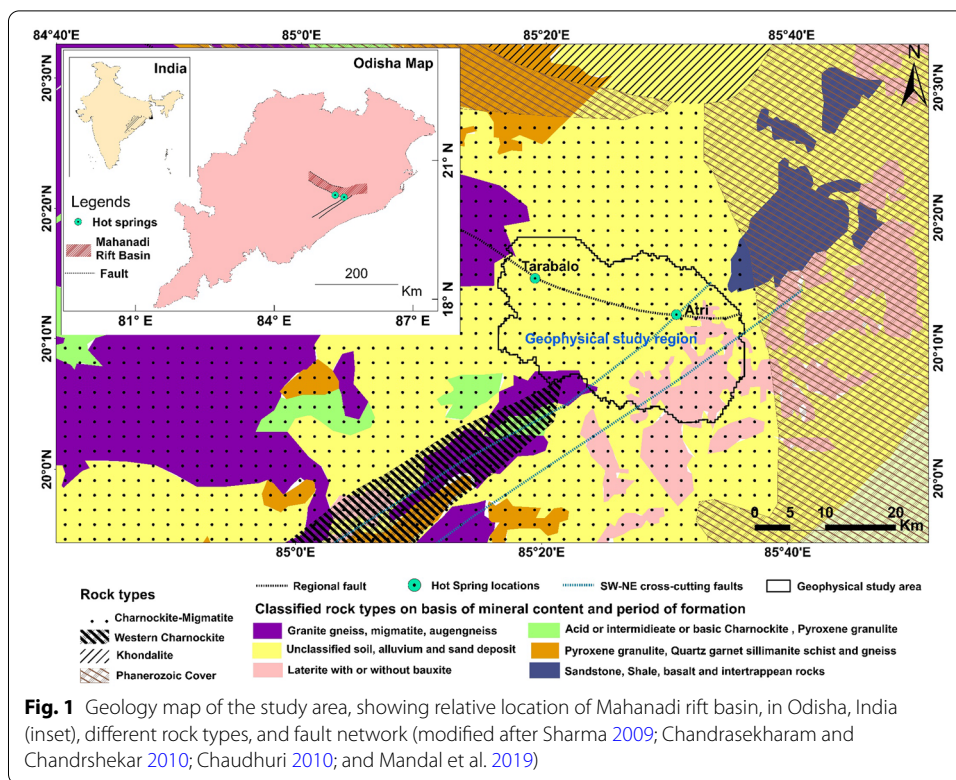 84°40'E
85°0'E
85°20'E
85°40'E
20°30'N
20°20'N
20°10'N
20°0'N
India
Odisha Map
21° N
18° N
Legends
Hot springs
Mahanadi
Rift Basin
Fault
200
Km
81° E
84° E
87° E
N
20°30'N
20°20'N
20°10'N
20°0'N
Tarabalo
Atri
Geophysical study region
0 5 10 20
Km
85°0'E
85°20'E
85°40'E
Regional fault
Hot Spring locations
SW-NE cross-cutting faults
Geophysical study area
Rock types
Charnockite-Migmatite
Western Charnockite
Khondalite
Phanerozoic Cover
Classified rock types on basis of mineral content and period of formation
Granite gneiss, migmatite, augengneiss
Unclassified soil, alluvium and sand deposit
Laterite with or without bauxite
Acid or intermidieate or basic Charnockite , Pyroxene granulite
Pyroxene granulite, Quartz garnet sillimanite schist and gneiss
Sandstone, Shale, basalt and intertrappean rocks
Fig. 1 Geology map of the study area, showing relative location of Mahanadi rift basin, in Odisha, India
(inset), different rock types, and fault network (modified after Sharma 2009; Chandrasekharam and
Chandrshekar 2010; Chaudhuri 2010; and Mandal et al. 2019)